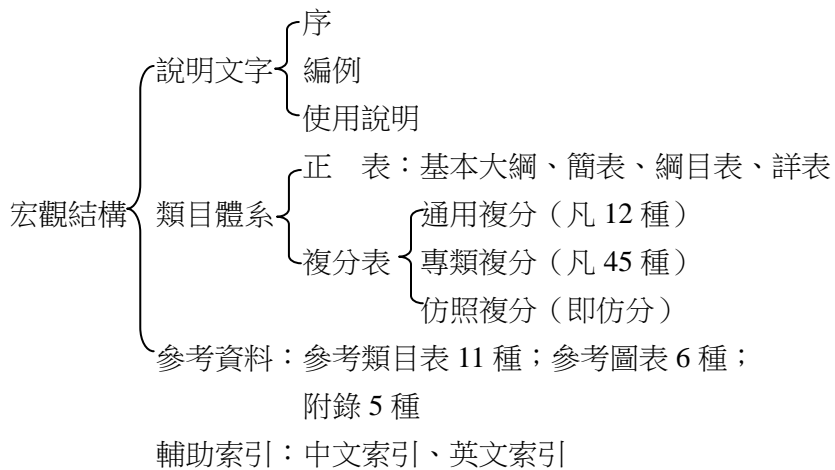 序
說明文字 編例
使用說明
正　表：基本大綱、簡表、綱目表、詳表
宏觀結構 類目體系 通用複分（凡 12 種）
複分表 專類複分（凡 45 種）
仿照複分（即仿分）
參考資料：參考類目表 11 種；參考圖表 6 種；
附錄 5 種
輔助索引：中文索引、英文索引